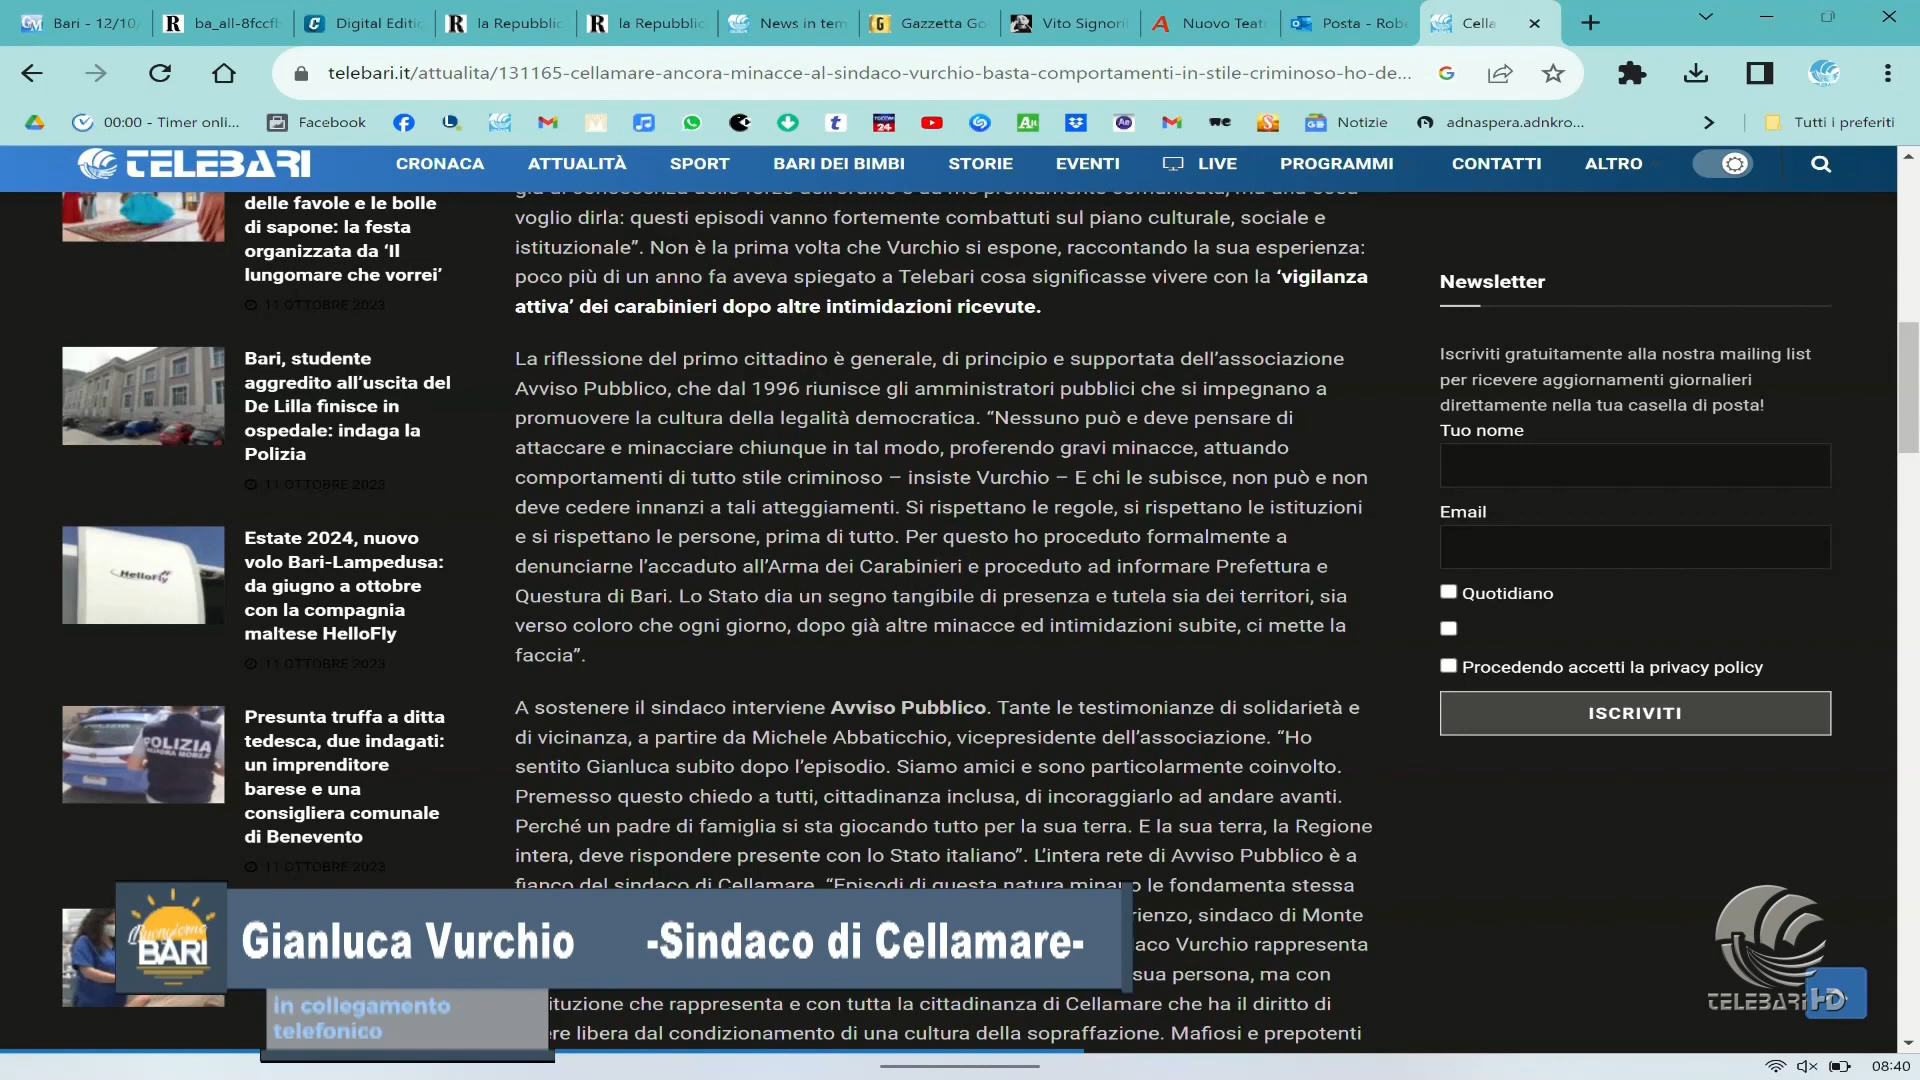 Bari - 12/10/
ba_all-8fccfb
Digital Editio
la Repubblic
la Repubblic
News in tem
Gazzetta Go
Vito Signori
Nuovo Teat
Posta - Robe
Cella
telebari.it/attualita/131165-cellamare-ancora-minacce-al-sindaco-vurchio-basta-comportamenti-in-stile-criminoso-ho-de...
00:00 - Timer onli...
Facebook
Notizie
adnaspera.adnkro...
Tutti i preferiti
TELEBARI
CRONACA
ATTUALITÀ
SPORT
BARI DEI BIMBI
STORIE
EVENTI
LIVE
PROGRAMMI
CONTATTI
ALTRO
delle favole e le bolle
di sapone: la festa
organizzata da ‘Il
lungomare che vorrei’
11 OTTOBRE 2023
Bari, studente
aggredito all’uscita del
De Lilla finisce in
ospedale: indaga la
Polizia
11 OTTOBRE 2023
HelloFly
Estate 2024, nuovo
volo Bari-Lampedusa:
da giugno a ottobre
con la compagnia
maltese HelloFly
11 OTTOBRE 2023
POLIZIA
SQUADRA MOBILE
Presunta truffa a ditta
tedesca, due indagati:
un imprenditore
barese e una
consigliera comunale
di Benevento
11 OTTOBRE 2023
voglio dirla: questi episodi vanno fortemente combattuti sul piano culturale, sociale e
istituzionale”. Non è la prima volta che Vurchio si espone, raccontando la sua esperienza:
poco più di un anno fa aveva spiegato a Telebari cosa significasse vivere con la ‘vigilanza
attiva’ dei carabinieri dopo altre intimidazioni ricevute.
La riflessione del primo cittadino è generale, di principio e supportata dell’associazione
Avviso Pubblico, che dal 1996 riunisce gli amministratori pubblici che si impegnano a
promuovere la cultura della legalità democratica. “Nessuno può e deve pensare di
attaccare e minacciare chiunque in tal modo, proferendo gravi minacce, attuando
comportamenti di tutto stile criminoso – insiste Vurchio – E chi le subisce, non può e non
deve cedere innanzi a tali atteggiamenti. Si rispettano le regole, si rispettano le istituzioni
e si rispettano le persone, prima di tutto. Per questo ho proceduto formalmente a
denunciarne l’accaduto all’Arma dei Carabinieri e proceduto ad informare Prefettura e
Questura di Bari. Lo Stato dia un segno tangibile di presenza e tutela sia dei territori, sia
verso coloro che ogni giorno, dopo già altre minacce ed intimidazioni subite, ci mette la
faccia”.
A sostenere il sindaco interviene Avviso Pubblico. Tante le testimonianze di solidarietà e
di vicinanza, a partire da Michele Abbaticchio, vicepresidente dell’associazione. “Ho
sentito Gianluca subito dopo l’episodio. Siamo amici e sono particolarmente coinvolto.
Premesso questo chiedo a tutti, cittadinanza inclusa, di incoraggiarlo ad andare avanti.
Perché un padre di famiglia si sta giocando tutto per la sua terra. E la sua terra, la Regione
intera, deve rispondere presente con lo Stato italiano”. L’intera rete di Avviso Pubblico è a
fianco del sindaco di Cellamare. “Episodi di questa natura minano le fondamenta stessa
rienzo, sindaco di Monte
aco Vurchio rappresenta
sua persona, ma con
ituzione che rappresenta e con tutta la cittadinanza di Cellamare che ha il diritto di
ere libera dal condizionamento di una cultura della sopraffazione. Mafiosi e prepotenti
Newsletter
Iscriviti gratuitamente alla nostra mailing list
per ricevere aggiornamenti giornalieri
direttamente nella tua casella di posta!
Tuo nome
Email
Quotidiano
Procedendo accetti la privacy policy
ISCRIVITI
Buongiorno
BARI
Gianluca Vurchio -Sindaco di Cellamare-
in collegamento
telefonico
TELEBARI HD
08:40